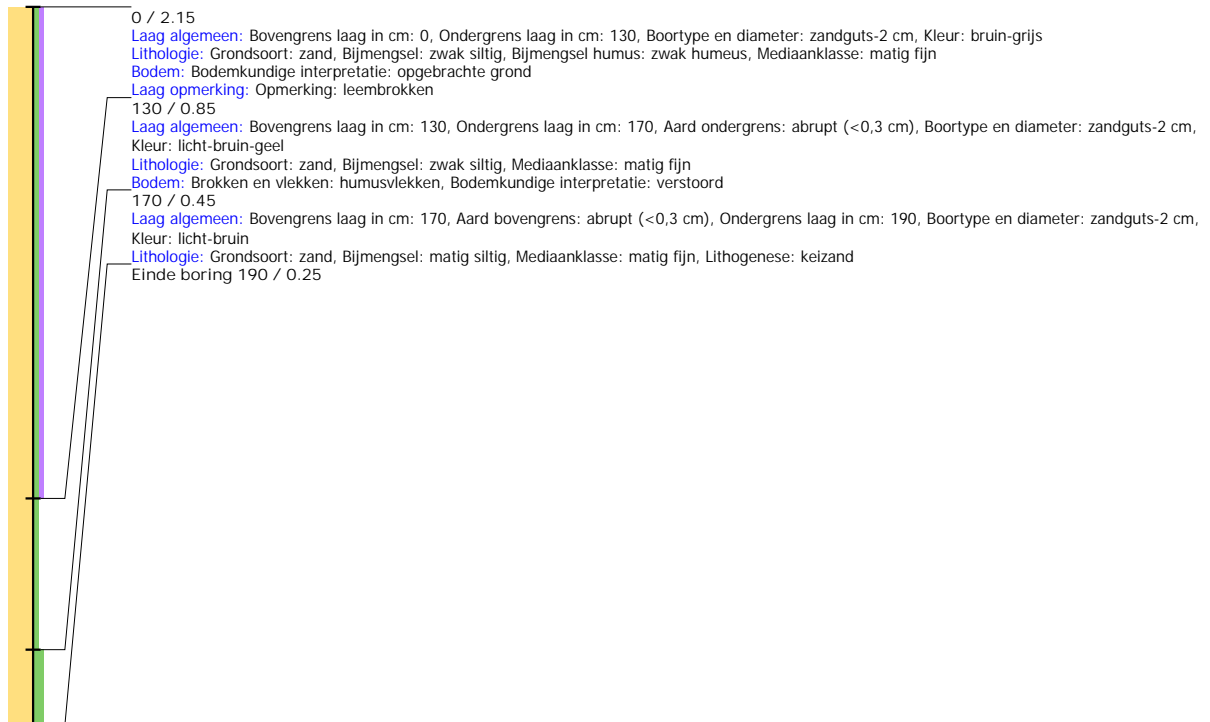 0 / 2.15
Laag algemeen: Bovengrens laag in cm: 0, Ondergrens laag in cm: 130, Boortype en diameter: zandguts-2 cm, Kleur: bruin-grijs
Lithologie: Grondsoort: zand, Bijmengsel: zwak siltig, Bijmengsel humus: zwak humeus, Mediaanklasse: matig fijn
Bodem: Bodemkundige interpretatie: opgebrachte grond
Laag opmerking: Opmerking: leembrokken
130 / 0.85
Laag algemeen: Bovengrens laag in cm: 130, Ondergrens laag in cm: 170, Aard ondergrens: abrupt (<0,3 cm), Boortype en diameter: zandguts-2 cm,
Kleur: licht-bruin-geel
Lithologie: Grondsoort: zand, Bijmengsel: zwak siltig, Mediaanklasse: matig fijn
Bodem: Brokken en vlekken: humusvlekken, Bodemkundige interpretatie: verstoord
170 / 0.45
Laag algemeen: Bovengrens laag in cm: 170, Aard bovengrens: abrupt (<0,3 cm), Ondergrens laag in cm: 190, Boortype en diameter: zandguts-2 cm,
Kleur: licht-bruin
Lithologie: Grondsoort: zand, Bijmengsel: matig siltig, Mediaanklasse: matig fijn, Lithogenese: keizand
Einde boring 190 / 0.25